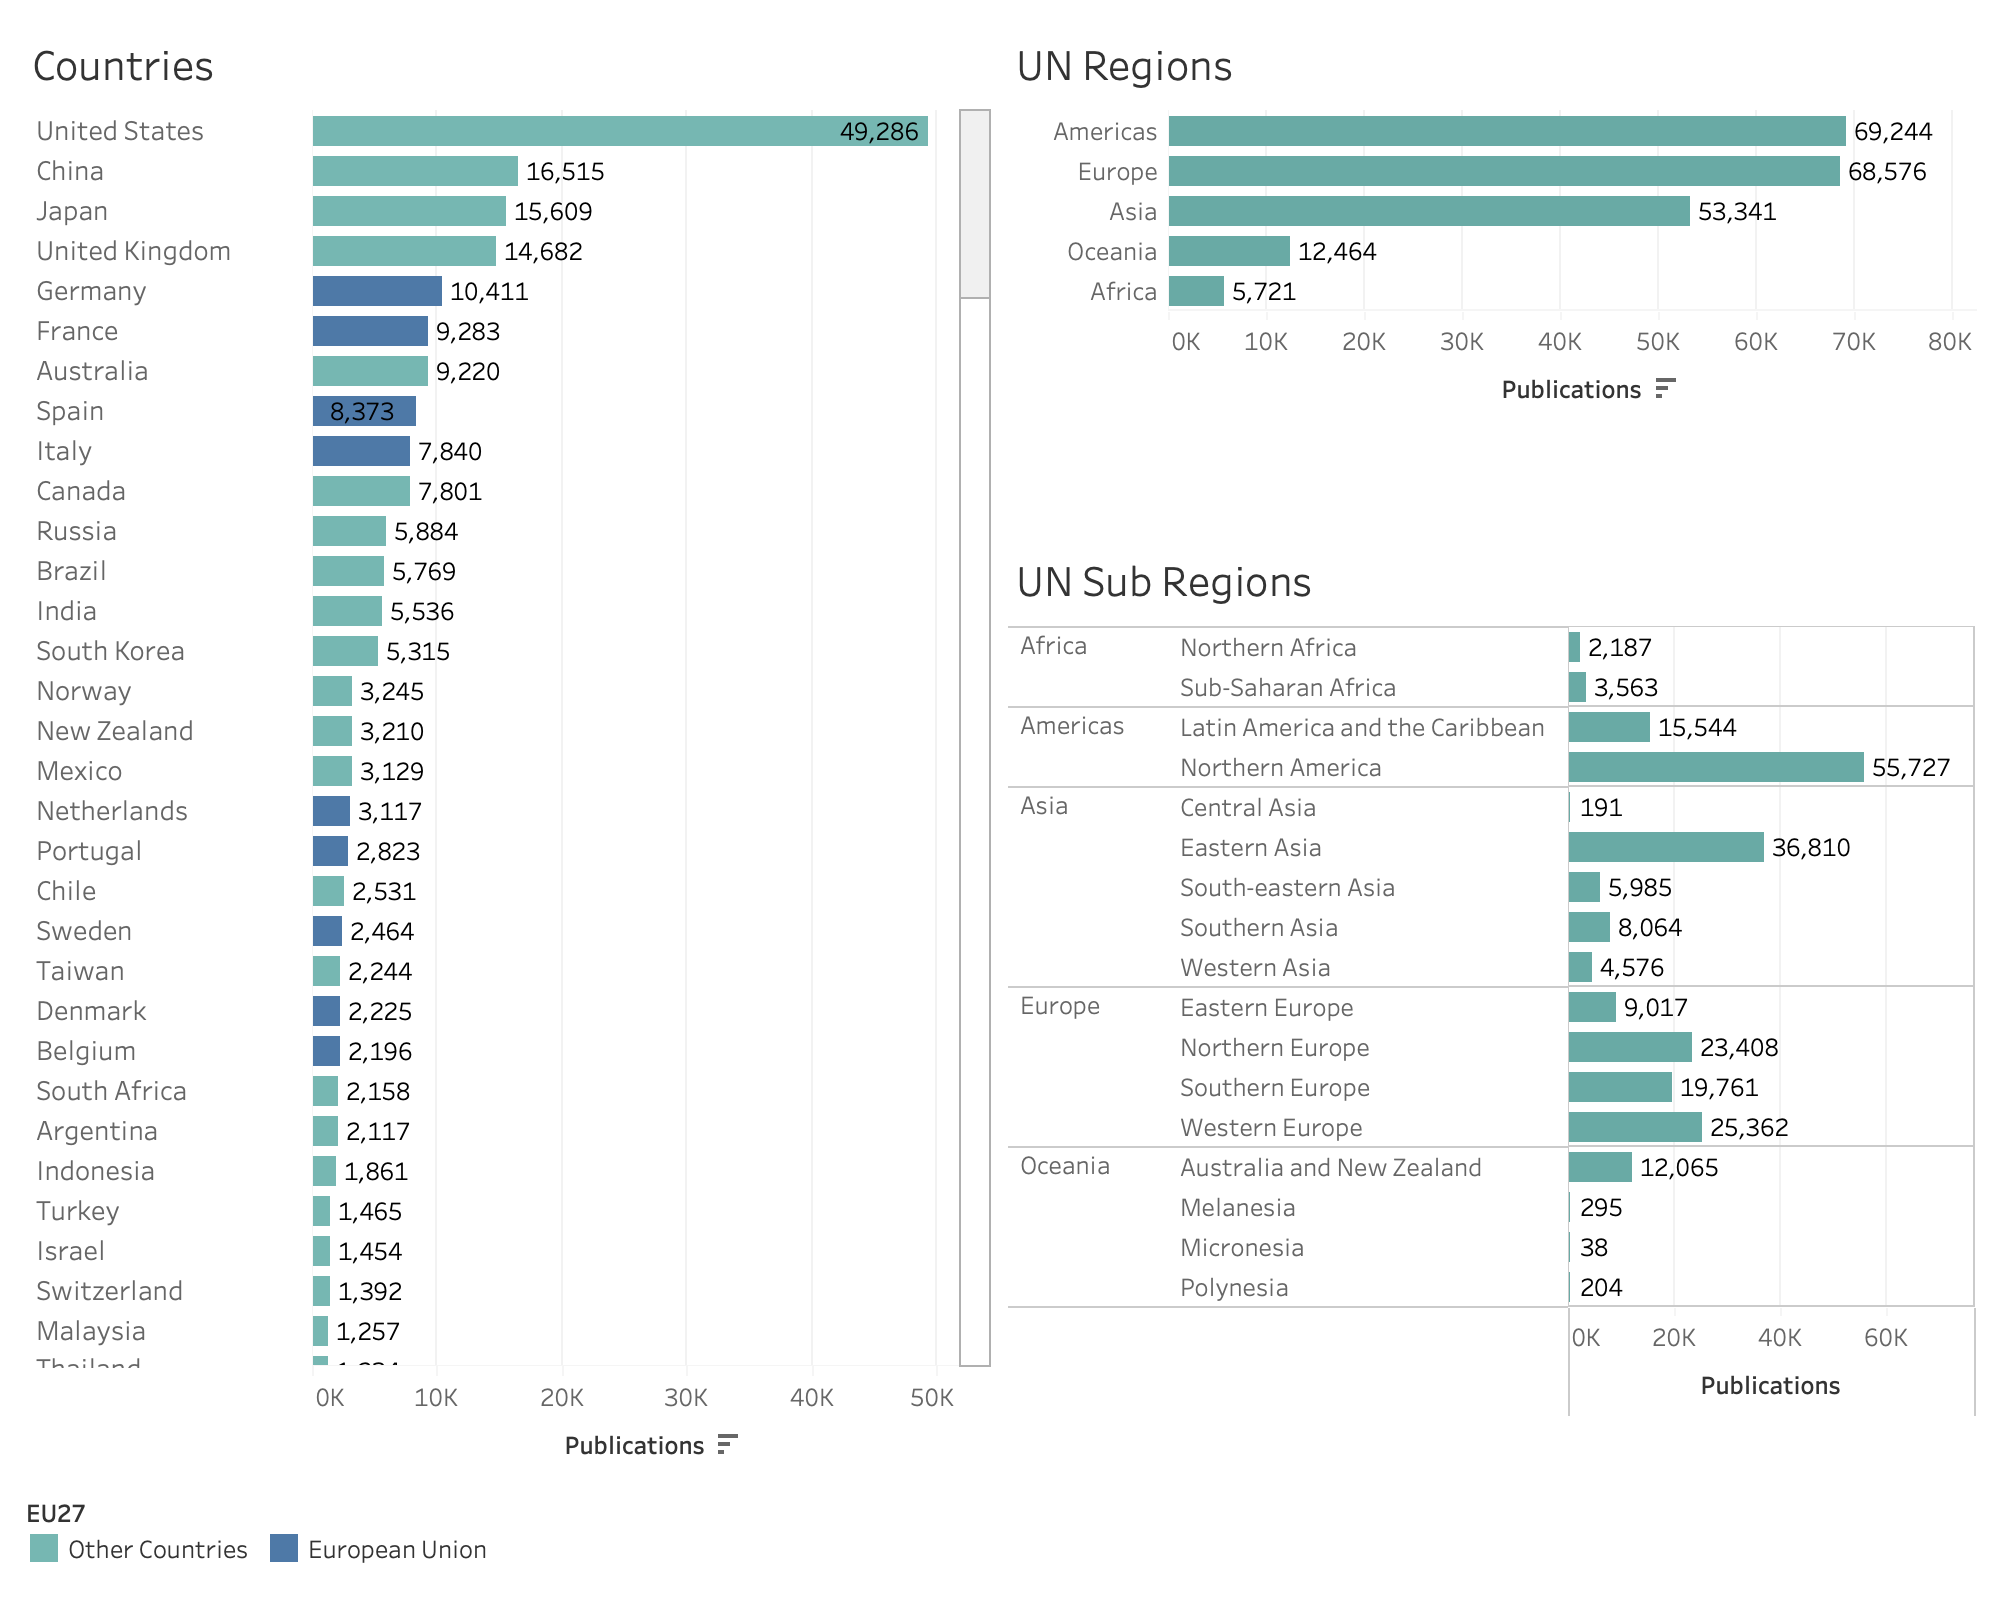 Countries
United States 49,286
China 16,515
Japan 15,609
United Kingdom 14,682
Germany 10,411
France 9,283
Australia 9,220
Spain 8,373
Italy 7,840
Canada 7,801
Russia 5,884
Brazil 5,769
India 5,536
South Korea 5,315
Norway 3,245
New Zealand 3,210
Mexico 3,129
Netherlands 3,117
Portugal 2,823
Chile 2,531
Sweden 2,464
Taiwan 2,244
Denmark 2,225
Belgium 2,196
South Africa 2,158
Argentina 2,117
Indonesia 1,861
Turkey 1,465
Israel 1,454
Switzerland 1,392
Malaysia 1,257
Thailand
0K 10K 20K 30K 40K 50K
Publications
EU27
Other Countries European Union
UN Regions
Americas 69,244
Europe 68,576
Asia 53,341
Oceania 12,464
Africa 5,721
0K 10K 20K 30K 40K 50K 60K 70K 80K
Publications
UN Sub Regions
Africa Northern Africa 2,187
Sub-Saharan Africa 3,563
Americas Latin America and the Caribbean 15,544
Northern America 55,727
Asia Central Asia 191
Eastern Asia 36,810
South-eastern Asia 5,985
Southern Asia 8,064
Western Asia 4,576
Europe Eastern Europe 9,017
Northern Europe 23,408
Southern Europe 19,761
Western Europe 25,362
Oceania Australia and New Zealand 12,065
Melanesia 295
Micronesia 38
Polynesia 204
0K 20K 40K 60K
Publications